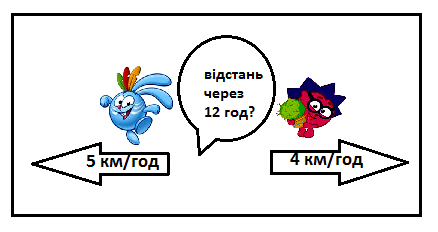 відстань
через
12 год?
5 км/год
4 км/год